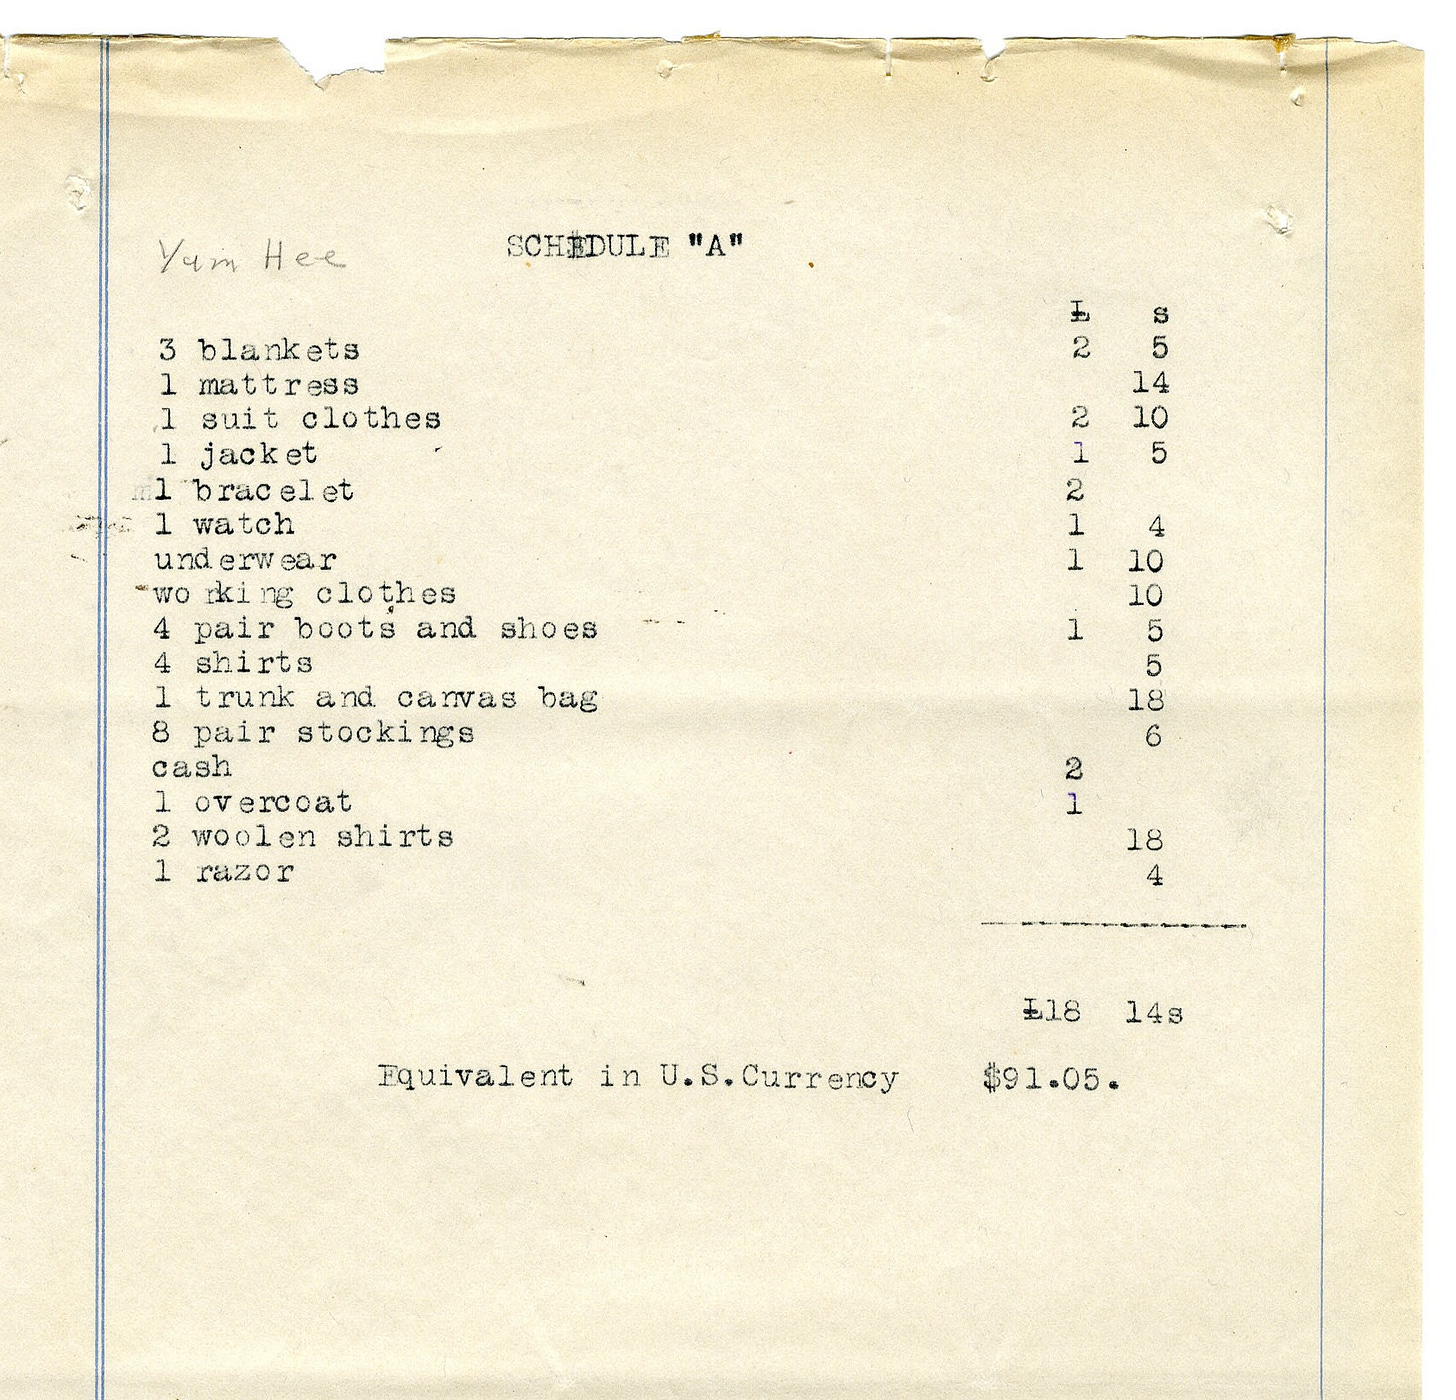 Yum Hee
SCHEDULE "A"
£ s
3 blankets 2 5
1 mattress 14
1 suit clothes 2 10
1 jacket 1 5
1 bracelet 2
1 watch 1 4
underwear 1 10
working clothes 10
4 pair boots and shoes 1 5
4 shirts 5
1 trunk and canvas bag 18
8 pair stockings 6
cash 2
1 overcoat 1
2 woolen shirts 18
1 razor 4
£18 14s
Equivalent in U.S.Currency $91.05.